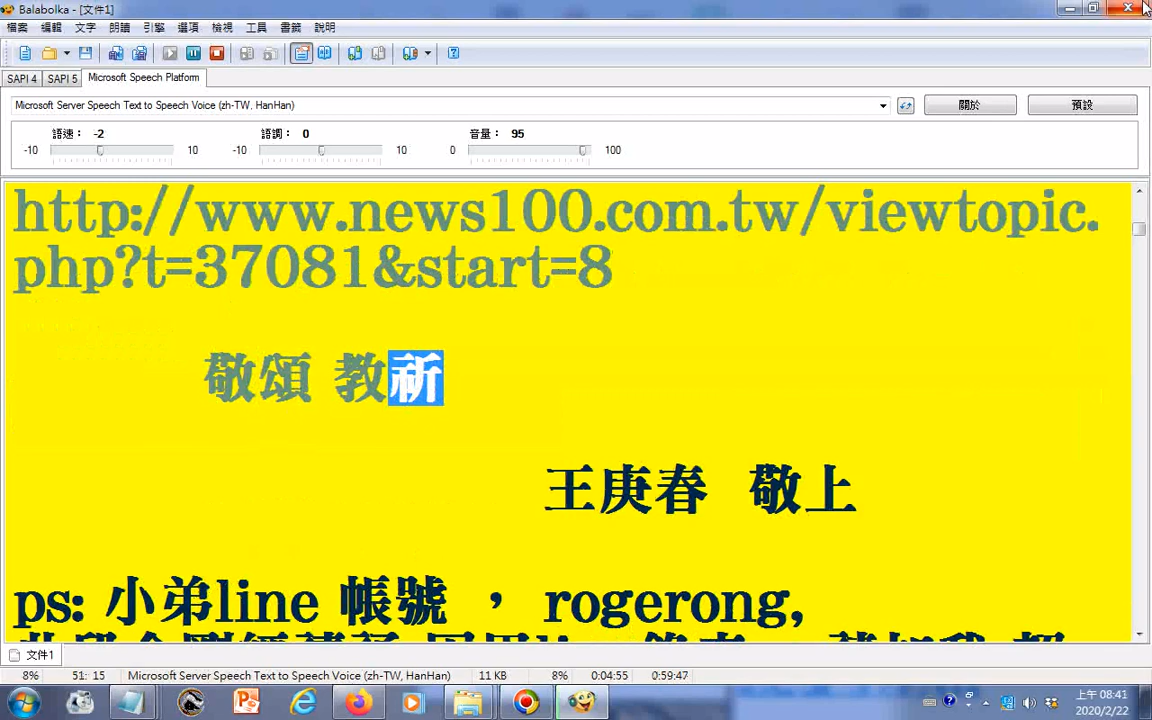 Balabolka - [文件1]
檔案 編輯 文字 朗讀 引擎 選項 檢視 工具 書籤 說明
SAPI 4 SAPI 5 Microsoft Speech Platform
Microsoft Server Speech Text to Speech Voice (zh-TW, HanHan) 關於 預設
語速： -2 語調： 0 音量： 95
-10 10 -10 10 0 100
http://www.news100.com.tw/viewtopic.
php?t=37081&start=8
敬頌 教祈
王庚春 敬上
ps: 小弟line 帳號 ， rogerong,
文件1
8% 51: 15 Microsoft Server Speech Text to Speech Voice (zh-TW, HanHan) 11 KB 8% 0:04:55 0:59:47
上午 08:41
2020/2/22